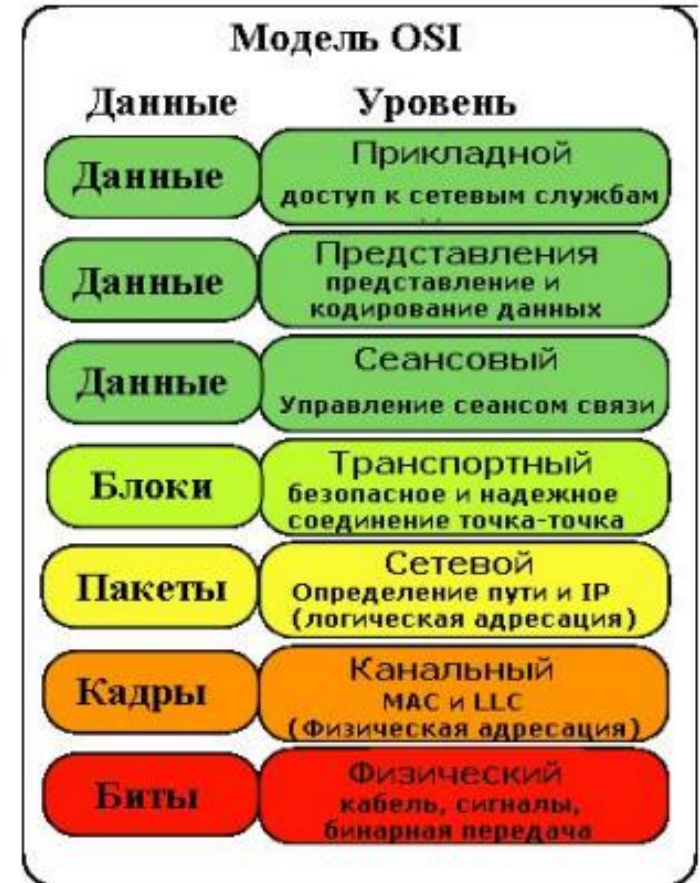 Модель OSI
Данные Уровень
Данные
Прикладной
доступ к сетевым службам
Данные
Представления
представление и
кодирование данных
Данные
Сеансовый
Управление сеансом связи
Блоки
Транспортный
безопасное и надежное
соединение точка-точка
Пакеты
Сетевой
Определение пути и IP
(логическая адресация)
Кадры
Канальный
MAC и LLC
(Физическая адресация)
Биты
Физический
кабель, сигналы,
бинарная передача